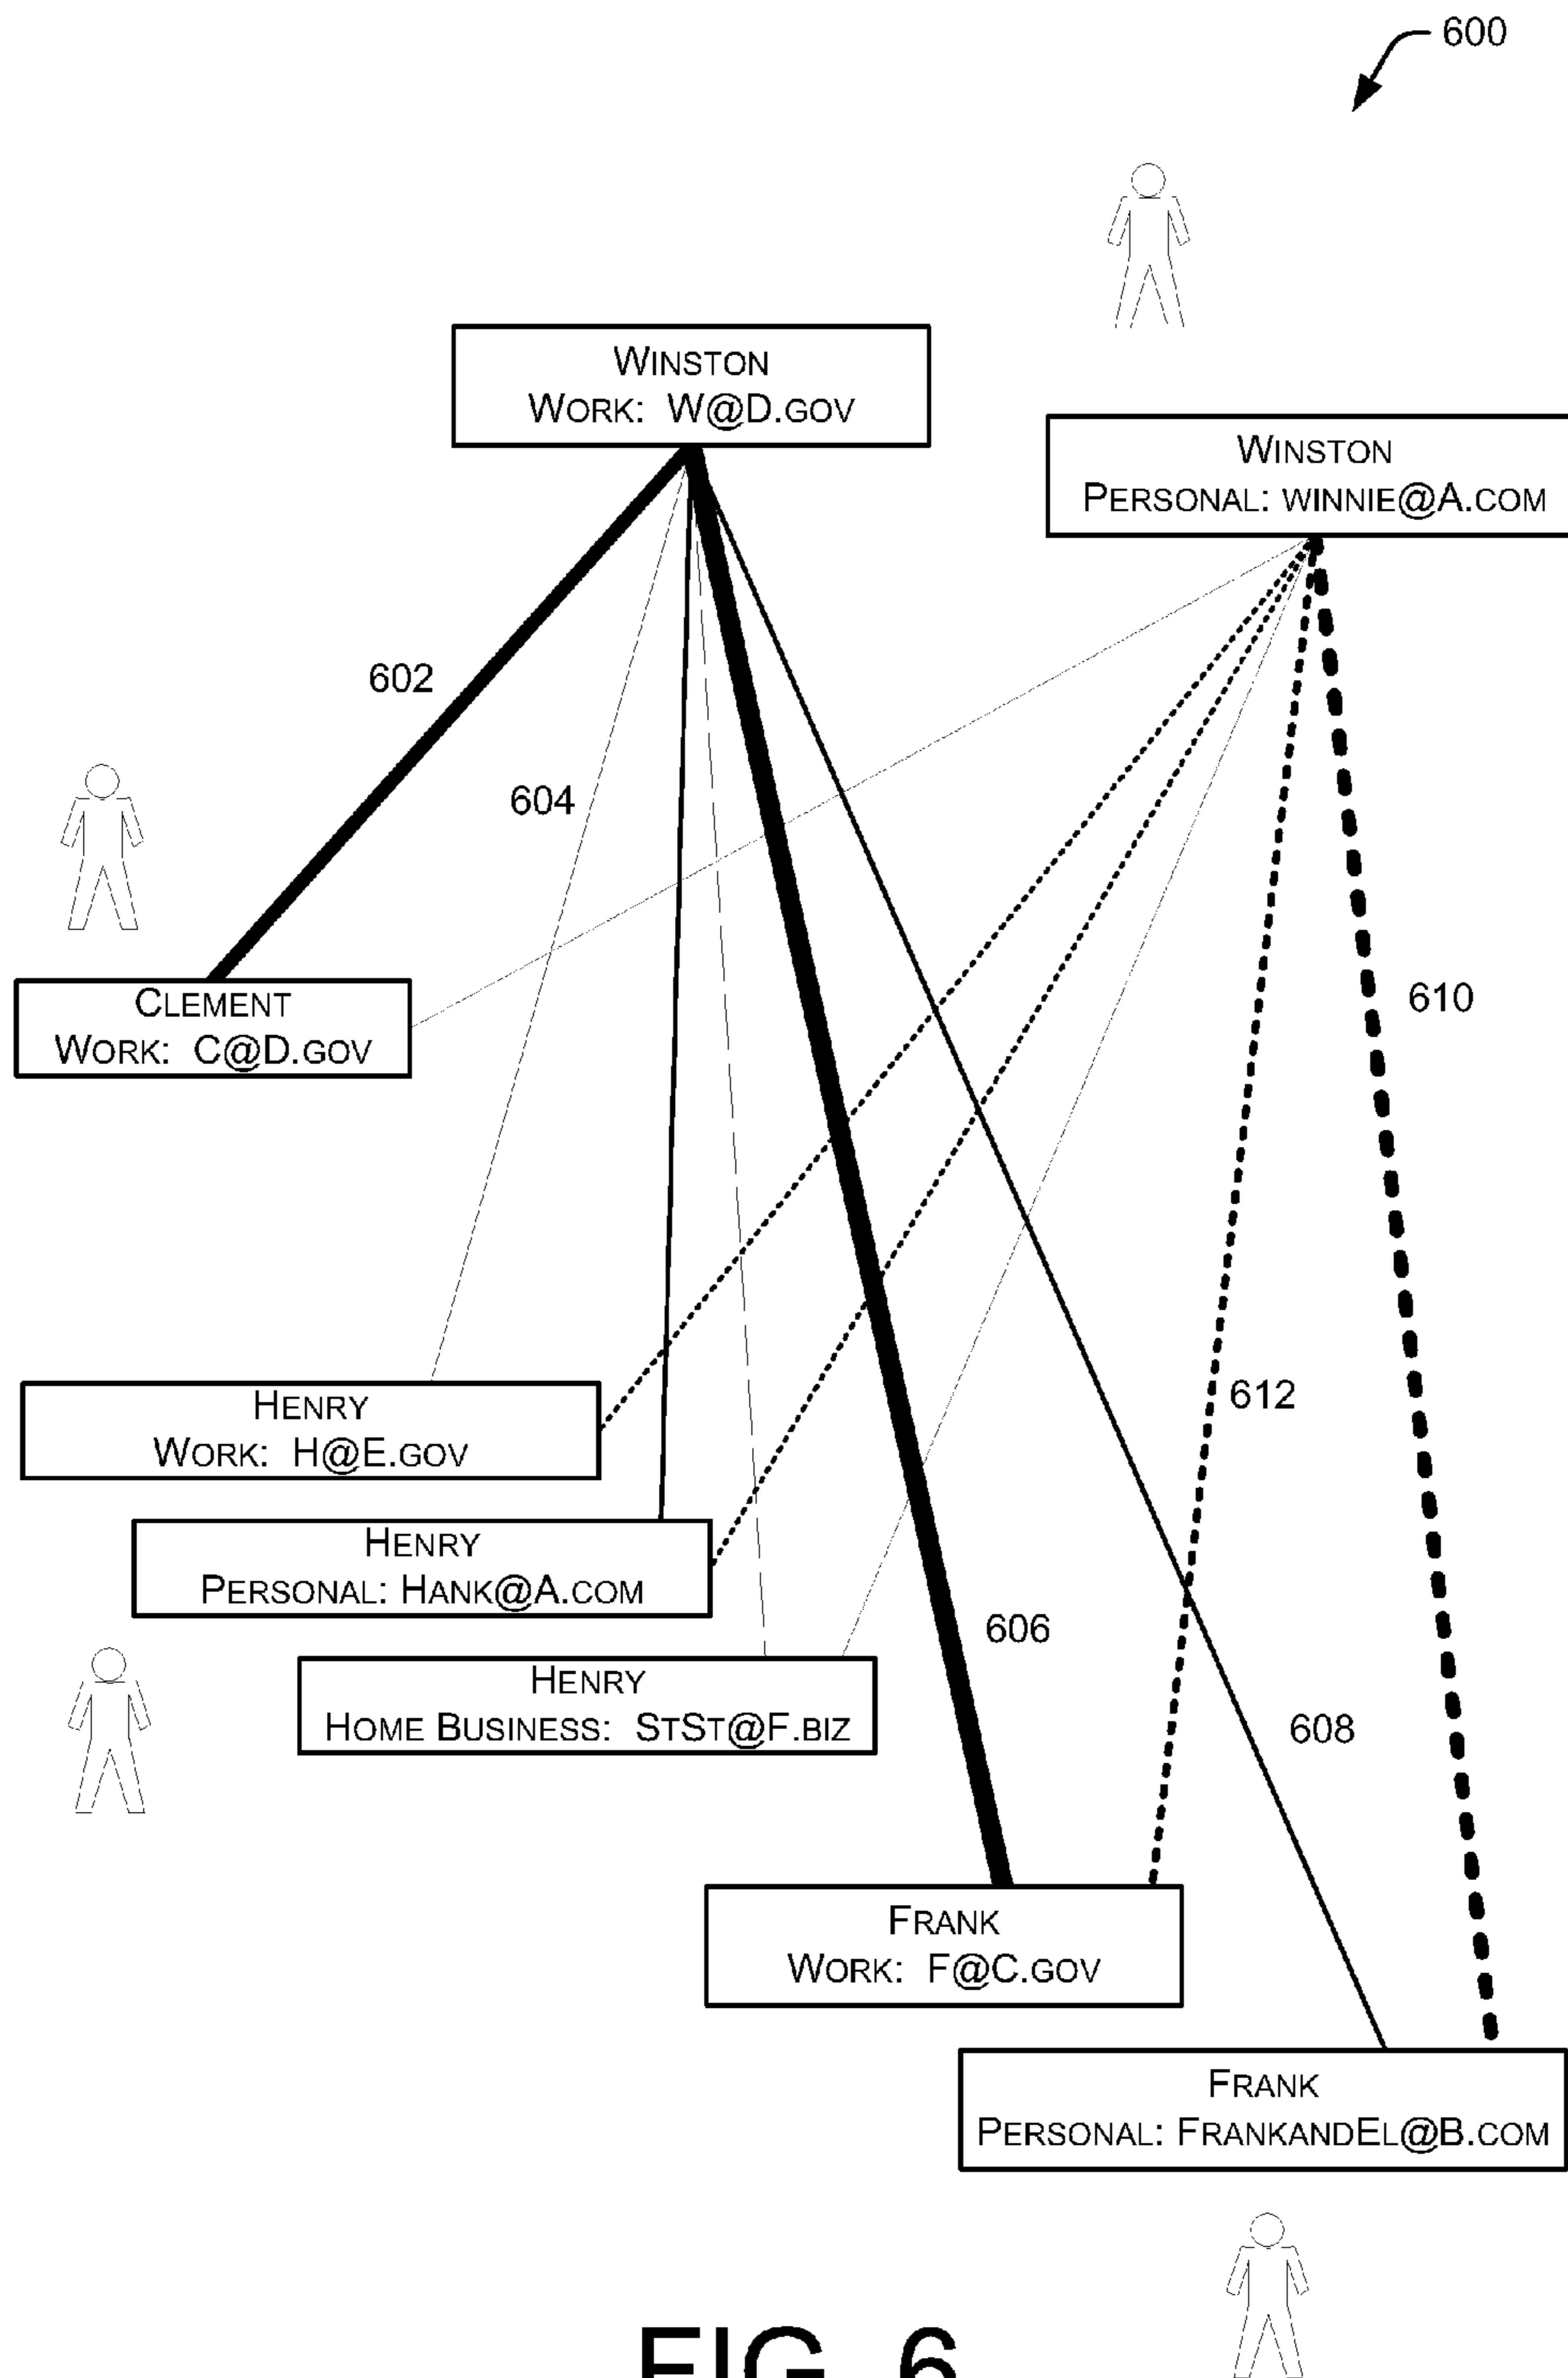 600
WINSTON
WORK: W@D.GOV
WINSTON
PERSONAL: WINNIE@A.COM
602
604
CLEMENT
WORK: C@D.GOV
610
HENRY
WORK: H@E.GOV
612
HENRY
PERSONAL: HANK@A.COM
606
HENRY
HOME BUSINESS: STST@F.BIZ
608
FRANK
WORK: F@C.GOV
FRANK
PERSONAL: FRANKANDEL@B.COM
FIG. 6